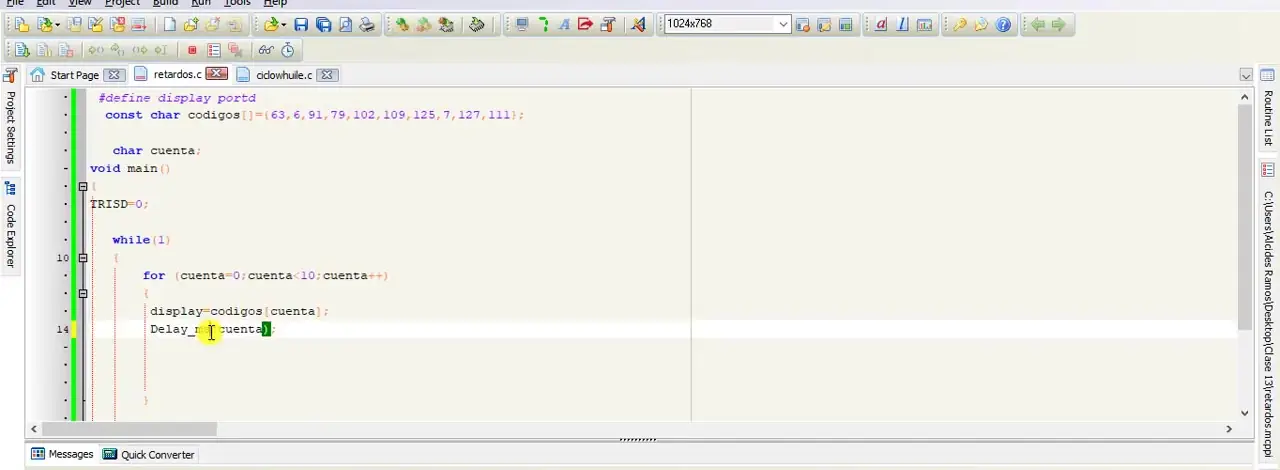 File Edit View Project Build Run Tools Help
1024x768
Start Page retardos.c ciclowhuile.c
#define display portd
const char codigos[]={63,6,91,79,102,109,125,7,127,111};
char cuenta;
void main()
{
TRISD=0;
while(1)
10 {
for (cuenta=0;cuenta<10;cuenta++)
{
display=codigos[cuenta];
14 Delay_ms(cuenta);
}
Messages Quick Converter
Project Settings
Code Explorer
Routine List
C:\Users\Alcides Ramos\Desktop\Clase 13\retardos.mcppi